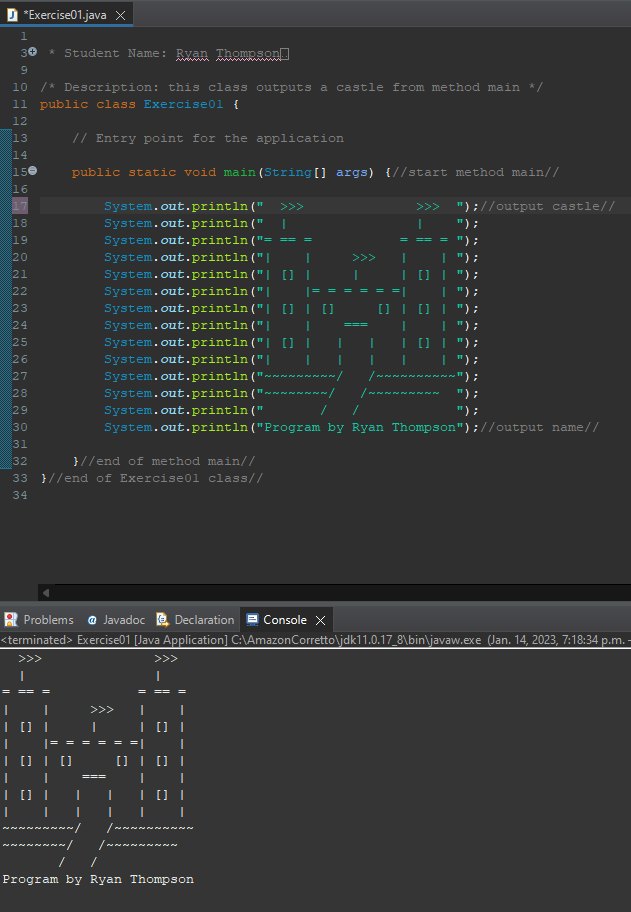 *Exercise01.java
1
3 * Student Name: Ryan Thompson
9
10 /* Description: this class outputs a castle from method main */
11 public class Exercise01 {
12
13     // Entry point for the application
14
15     public static void main(String[] args) {//start method main//
16
17         System.out.println("  >>>              >>>  ");//output castle//
18         System.out.println("  |                |    ");
19         System.out.println("= == =           = == = ");
20         System.out.println("|    |     >>>   |    | ");
21         System.out.println("| [] |     |     | [] | ");
22         System.out.println("|    |= = = = = =|    | ");
23         System.out.println("| [] | []     [] | [] | ");
24         System.out.println("|    |    ===    |    | ");
25         System.out.println("| [] |   |   |   | [] | ");
26         System.out.println("|    |   |   |   |    | ");
27         System.out.println("~~~~~~~~~/   /~~~~~~~~~~");
28         System.out.println("~~~~~~~~/   /~~~~~~~~~  ");
29         System.out.println("       /   /            ");
30         System.out.println("Program by Ryan Thompson");//output name//
31
32     }//end of method main//
33 }//end of Exercise01 class//
34
Problems @ Javadoc Declaration Console
<terminated> Exercise01 [Java Application] C:\AmazonCorretto\jdk11.0.17_8\bin\javaw.exe (Jan. 14, 2023, 7:18:34 p.m. –
  >>>              >>>
  |                |
= == =           = == =
|    |     >>>   |    |
| [] |     |     | [] |
|    |= = = = = =|    |
| [] | []     [] | [] |
|    |    ===    |    |
| [] |   |   |   | [] |
|    |   |   |   |    |
~~~~~~~~~/   /~~~~~~~~~~
~~~~~~~~/   /~~~~~~~~~
       /   /
Program by Ryan Thompson